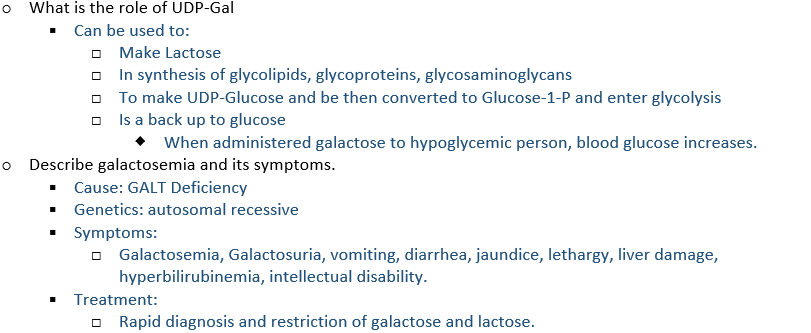 What is the role of UDP-Gal
Can be used to:
Make Lactose
In synthesis of glycolipids, glycoproteins, glycosaminoglycans
To make UDP-Glucose and be then converted to Glucose-1-P and enter glycolysis
Is a back up to glucose
When administered galactose to hypoglycemic person, blood glucose increases.
Describe galactosemia and its symptoms.
Cause: GALT Deficiency
Genetics: autosomal recessive
Symptoms:
Galactosemia, Galactosuria, vomiting, diarrhea, jaundice, lethargy, liver damage,
hyperbilirubinemia, intellectual disability.
Treatment:
Rapid diagnosis and restriction of galactose and lactose.